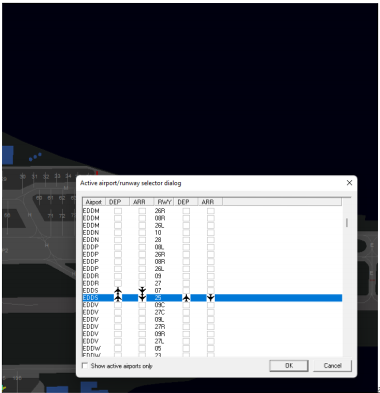 Active airport/runway selector dialog
Airport DEP ARR RWY DEP ARR
EDDM 26R
EDDM 08R
EDDM 26L
EDDN 10
EDDN 28
EDDP 08L
EDDP 26R
EDDP 08R
EDDP 26L
EDDR 09
EDDR 27
EDDS 07
EDDS 25
EDDV 09C
EDDV 27C
EDDV 09L
EDDV 27R
EDDV 09R
EDDV 27L
EDDW 05
EDDW 23
Show active airports only
OK Cancel